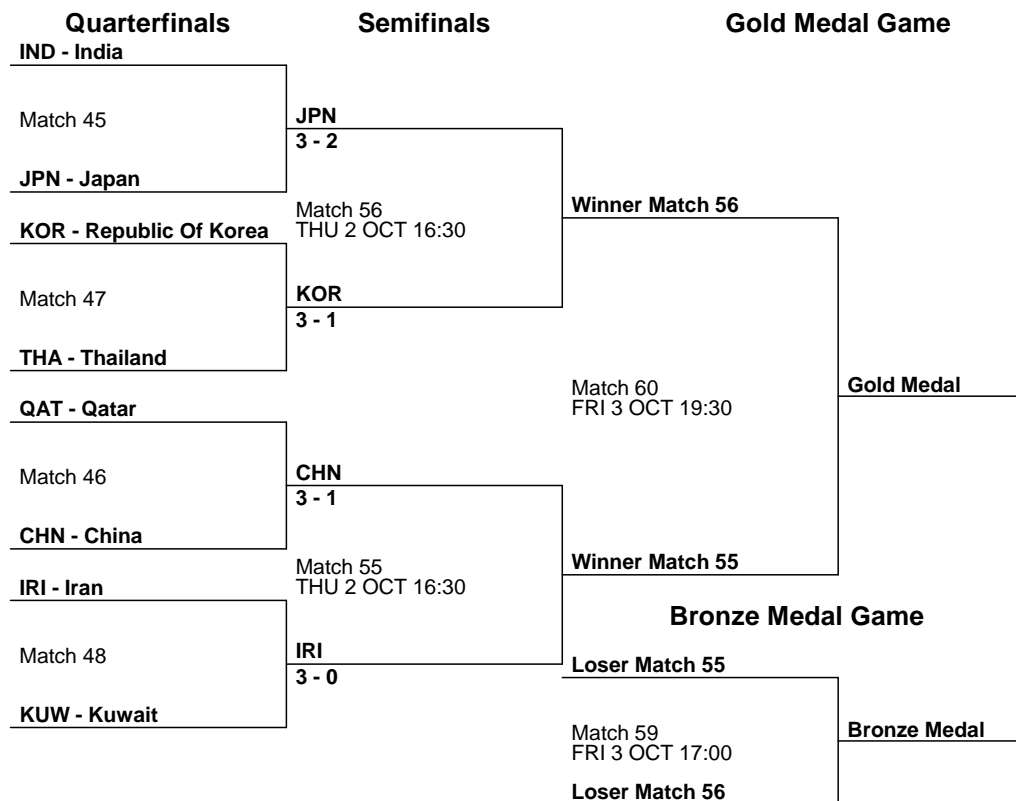 Quarterfinals
Semifinals
Gold Medal Game
IND - India
Match 45
JPN - Japan
JPN
3 - 2
Match 56
THU 2 OCT 16:30
Winner Match 56
KOR - Republic Of Korea
Match 47
THA - Thailand
KOR
3 - 1
Match 60
FRI 3 OCT 19:30
Gold Medal
QAT - Qatar
Match 46
CHN - China
CHN
3 - 1
Match 55
THU 2 OCT 16:30
Winner Match 55
IRI - Iran
Match 48
KUW - Kuwait
IRI
3 - 0
Bronze Medal Game
Loser Match 55
Match 59
FRI 3 OCT 17:00
Loser Match 56
Bronze Medal